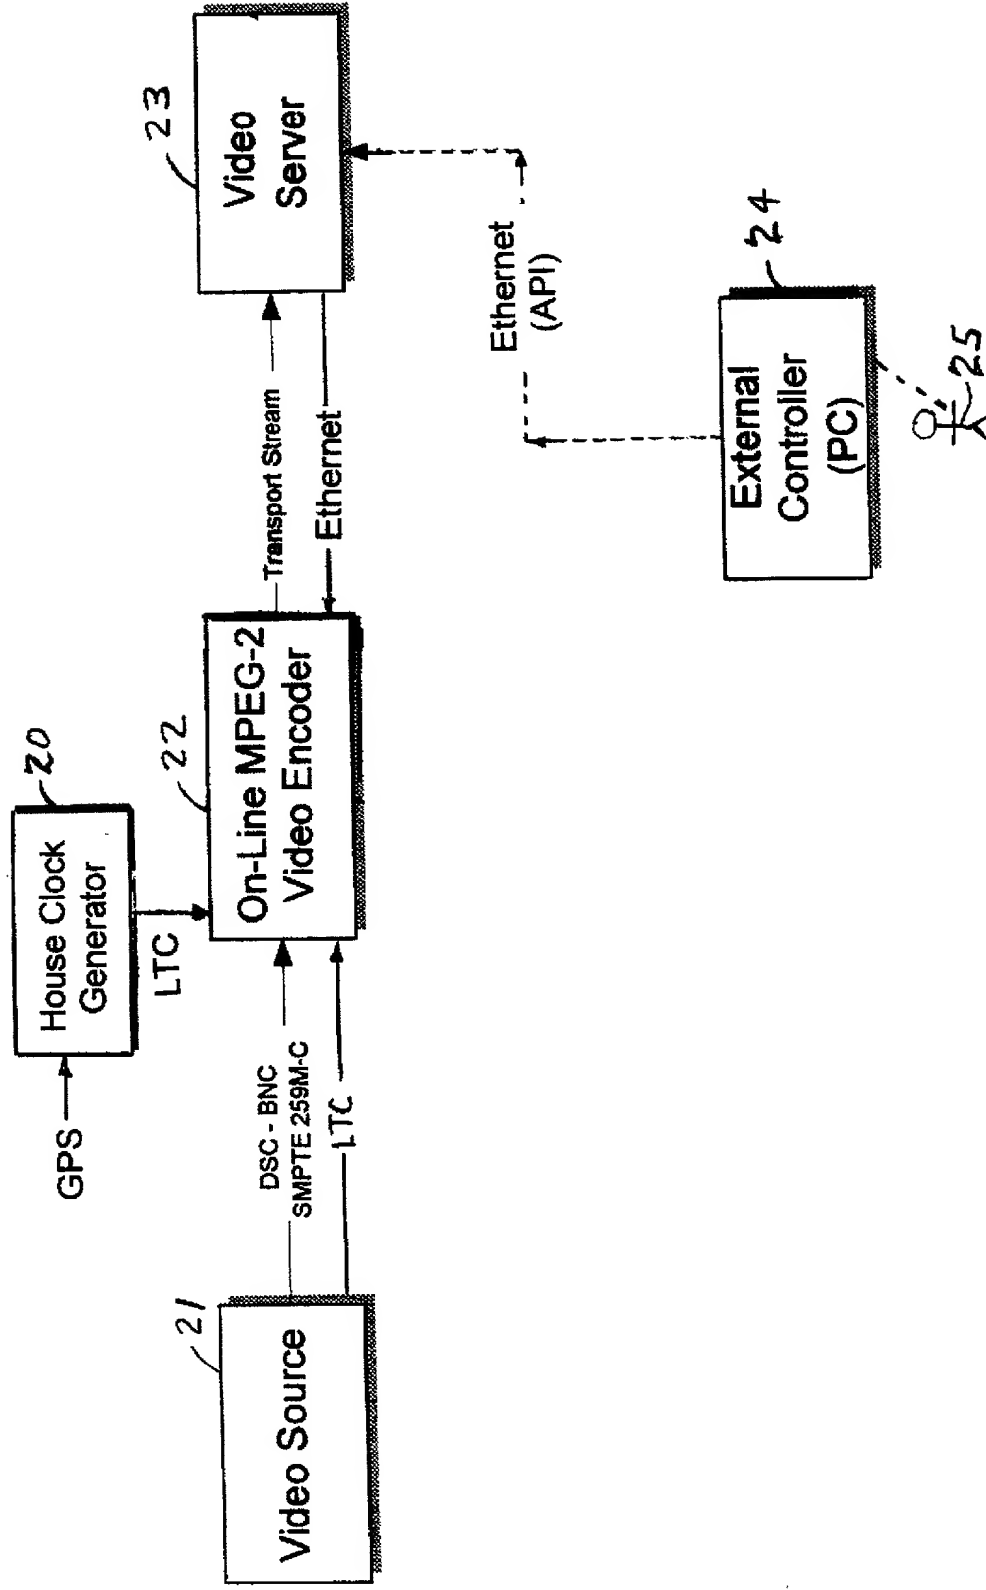 GPS
House Clock
Generator
20
LTC
Video Source
21
DSC - BNC
SMPTE 259M-C
LTC
On-Line MPEG-2
Video Encoder
22
Transport Stream
Ethernet
Video
Server
23
Ethernet
(API)
External
Controller
(PC)
24
25